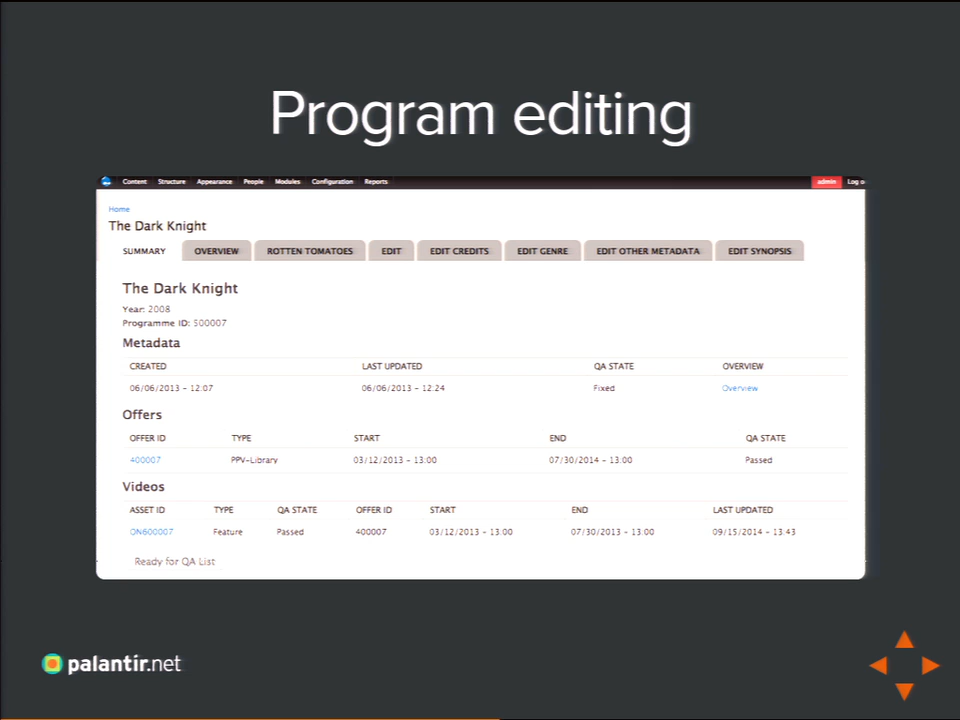 Program editing
Content Structure Appearance People Modules Configuration Reports admin Log o
Home
The Dark Knight
SUMMARY OVERVIEW ROTTEN TOMATOES EDIT EDIT CREDITS EDIT GENRE EDIT OTHER METADATA EDIT SYNOPSIS
The Dark Knight
Year: 2008
Programme ID: 500007
Metadata
CREATED LAST UPDATED QA STATE OVERVIEW
06/06/2013 - 12:07 06/06/2013 - 12:24 Fixed Overview
Offers
OFFER ID TYPE START END QA STATE
400007 PPV-Library 03/12/2013 - 13:00 07/30/2014 - 13:00 Passed
Videos
ASSET ID TYPE QA STATE OFFER ID START END LAST UPDATED
ON600007 Feature Passed 400007 03/12/2013 - 13:00 07/30/2013 - 13:00 09/15/2014 - 13:43
Ready for QA List
palantir.net